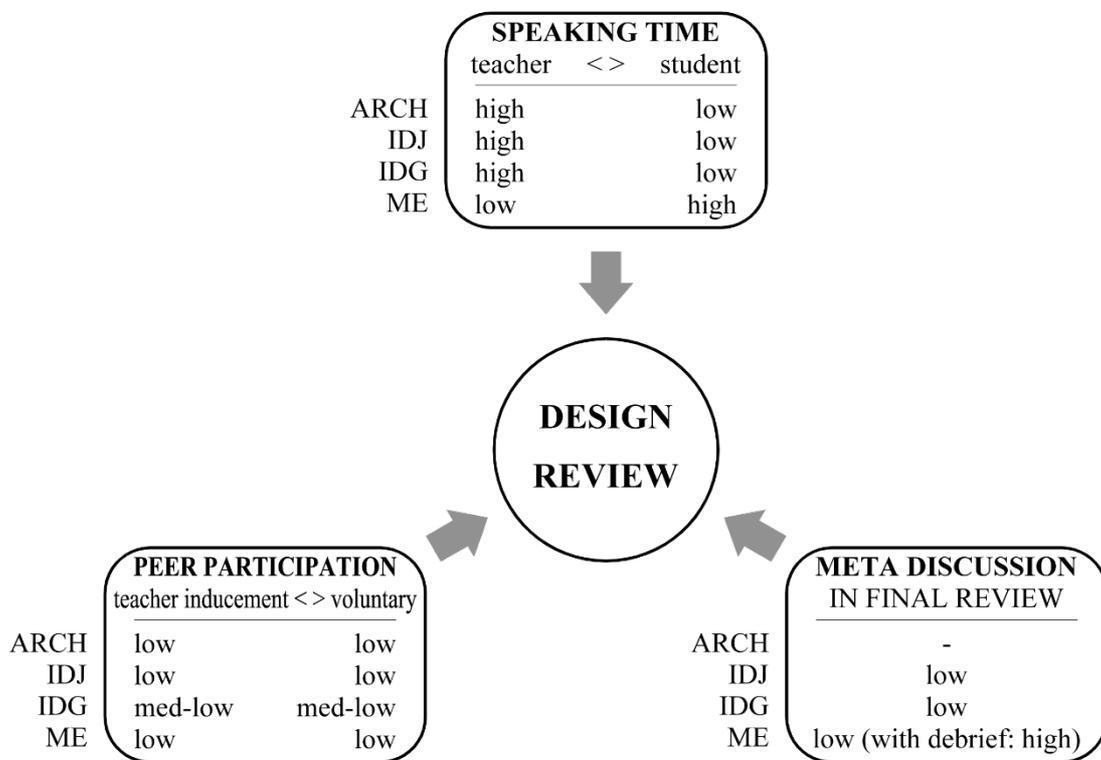 SPEAKING TIME
teacher < > student
ARCH high low
IDJ high low
IDG high low
ME low high
DESIGN
REVIEW
PEER PARTICIPATION
teacher inducement < > voluntary
ARCH low low
IDJ low low
IDG med-low med-low
ME low low
META DISCUSSION
IN FINAL REVIEW
ARCH -
IDJ low
IDG low
ME low (with debrief: high)